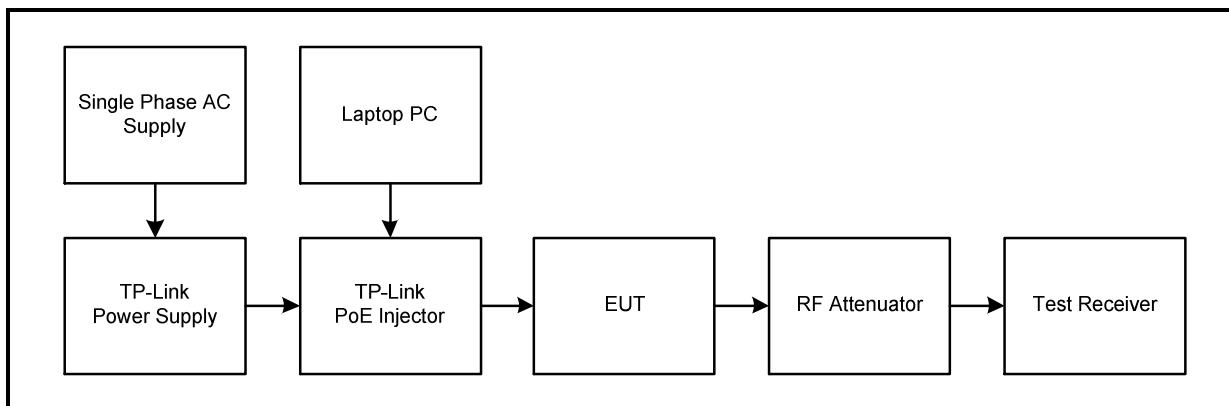 Single Phase AC
Supply
Laptop PC
TP-Link
Power Supply
TP-Link
PoE Injector
EUT
RF Attenuator
Test Receiver